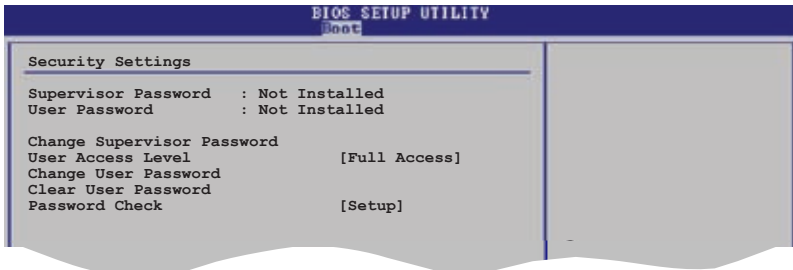 BIOS SETUP UTILITY
Boot
Security Settings
Supervisor Password : Not Installed
User Password : Not Installed
Change Supervisor Password
User Access Level [Full Access]
Change User Password
Clear User Password
Password Check [Setup]